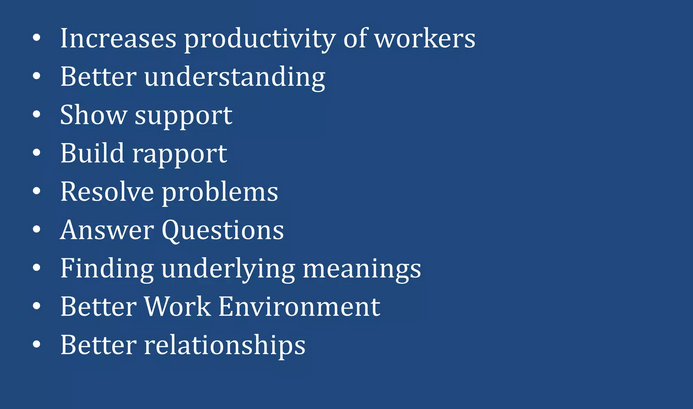 • Increases productivity of workers
• Better understanding
• Show support
• Build rapport
• Resolve problems
• Answer Questions
• Finding underlying meanings
• Better Work Environment
• Better relationships